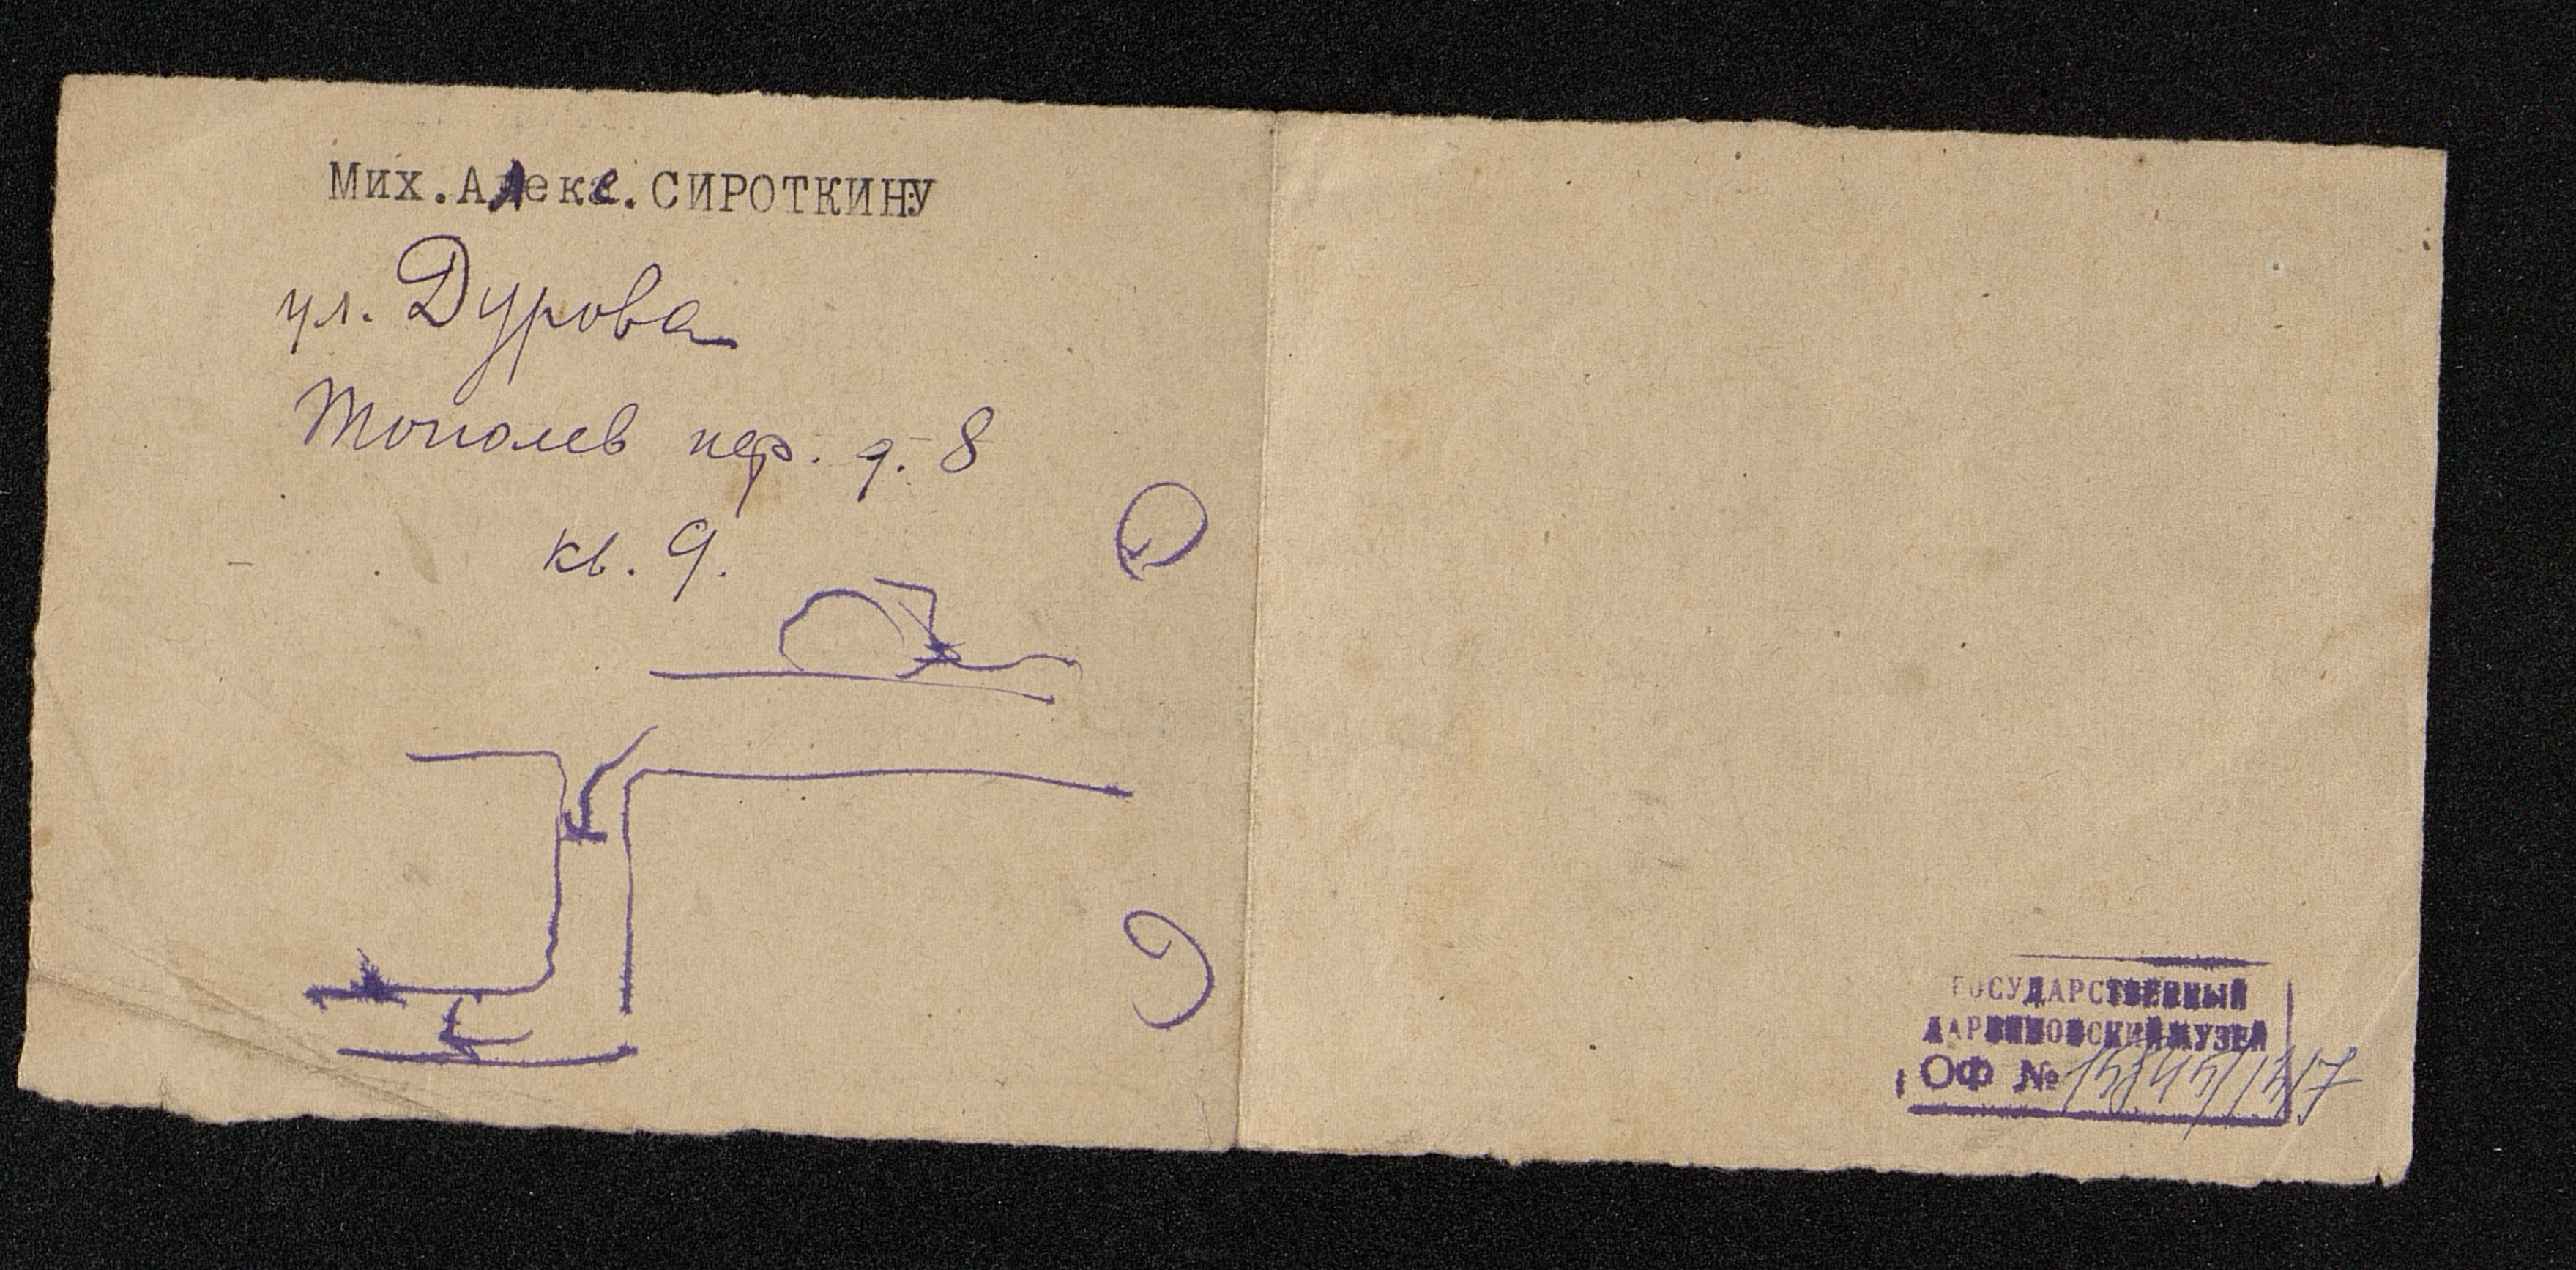 Мих.Алекс.СИРОТКИНУ
ул. Дурова
Тополев пер. д. 8
кв. 9.
ГОСУДАРСТВЕННЫЙ
ДАРВИНОВСКИЙ МУЗЕЙ
ОФ №